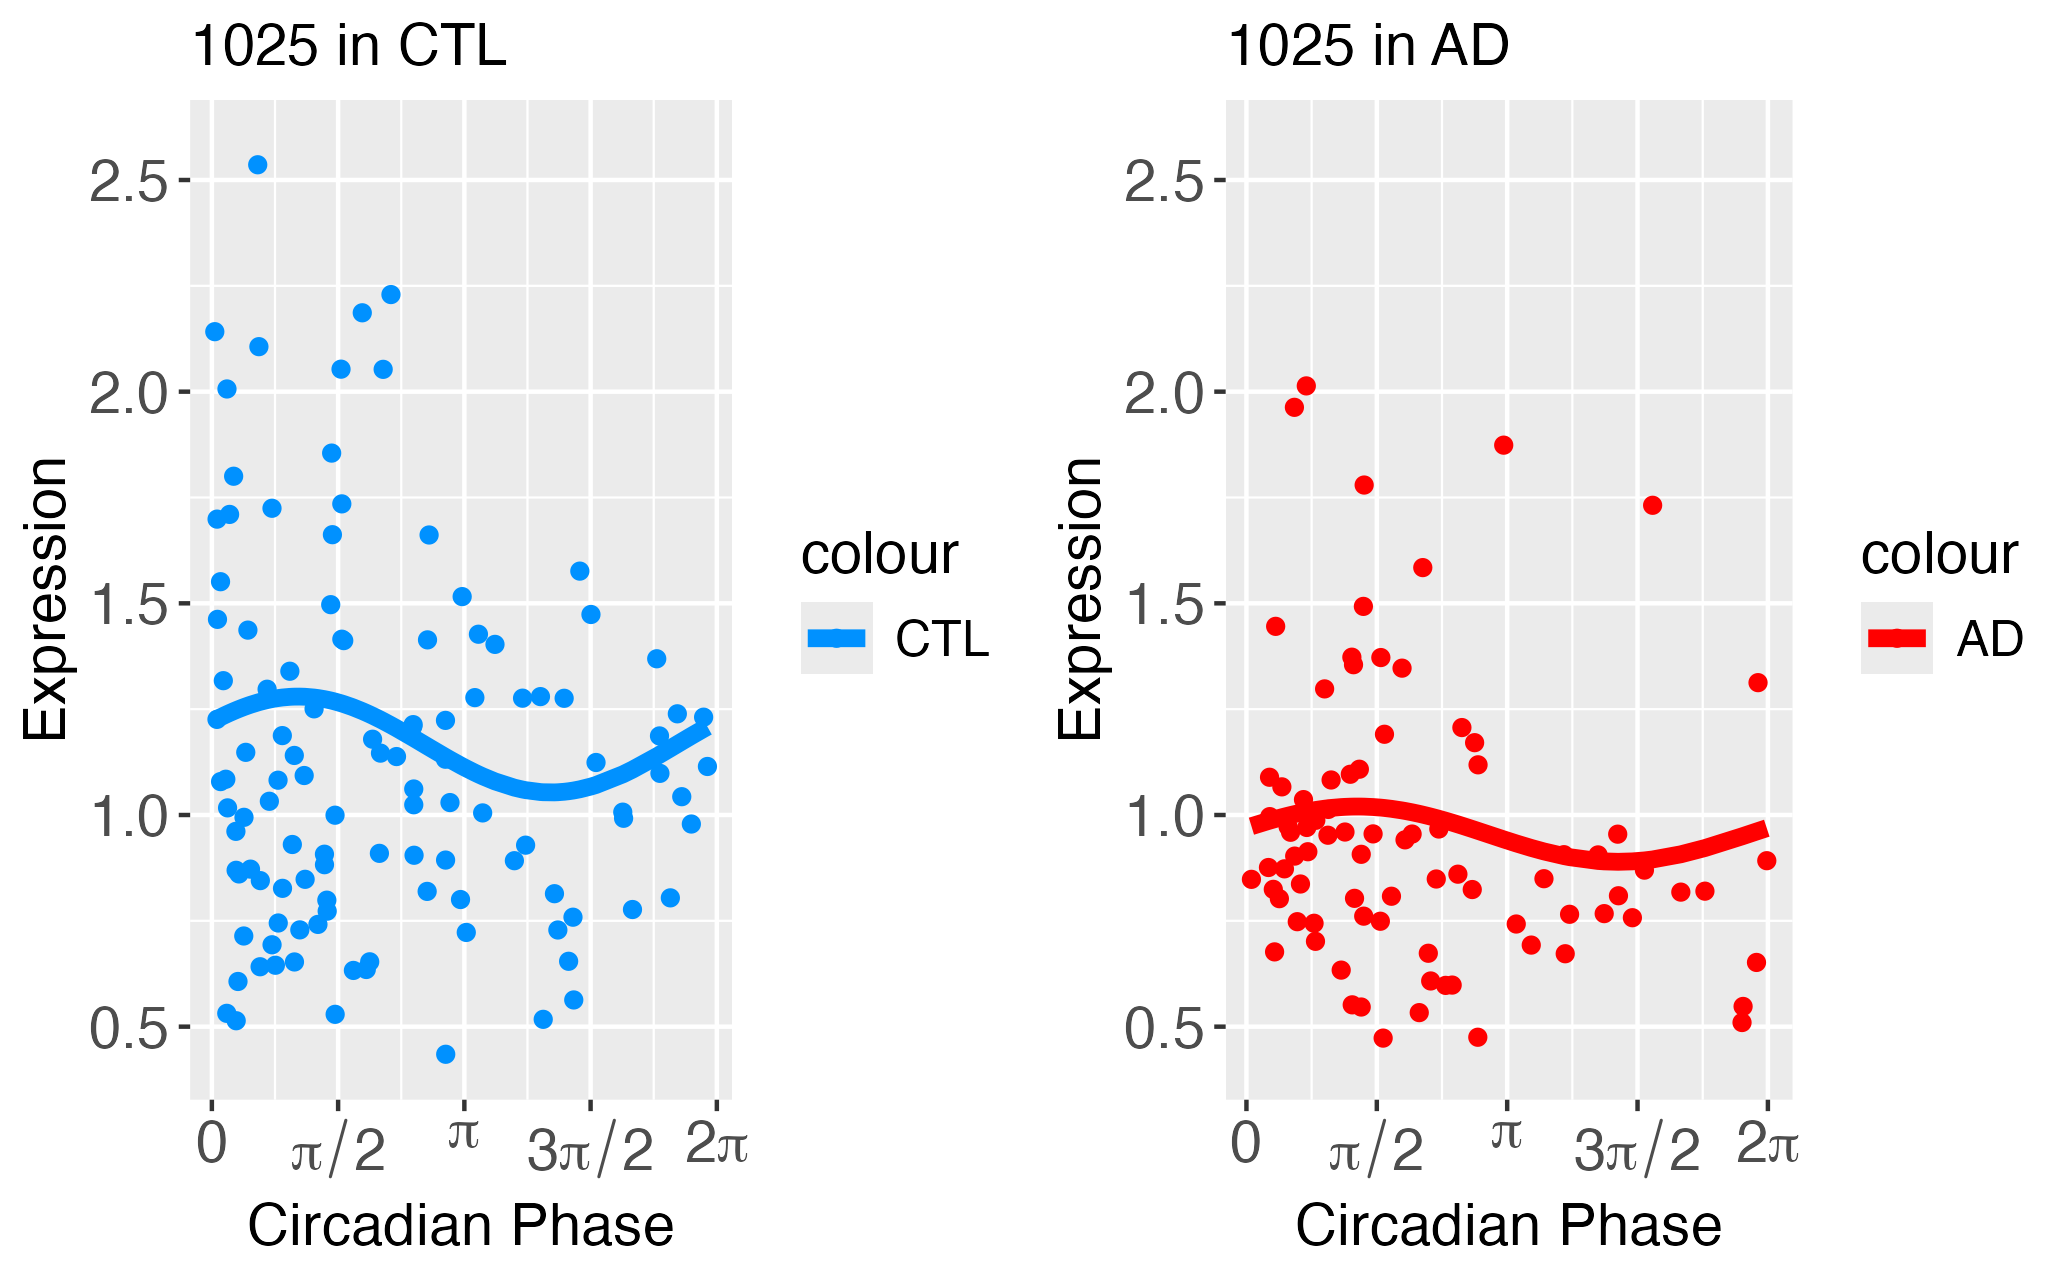 1025 in CTL
2.5
2.0
1.5
1.0
0.5
Expression
0 π/2 π 3π/2 2π
Circadian Phase
colour
CTL
1025 in AD
2.5
2.0
1.5
1.0
0.5
Expression
0 π/2 π 3π/2 2π
Circadian Phase
colour
AD